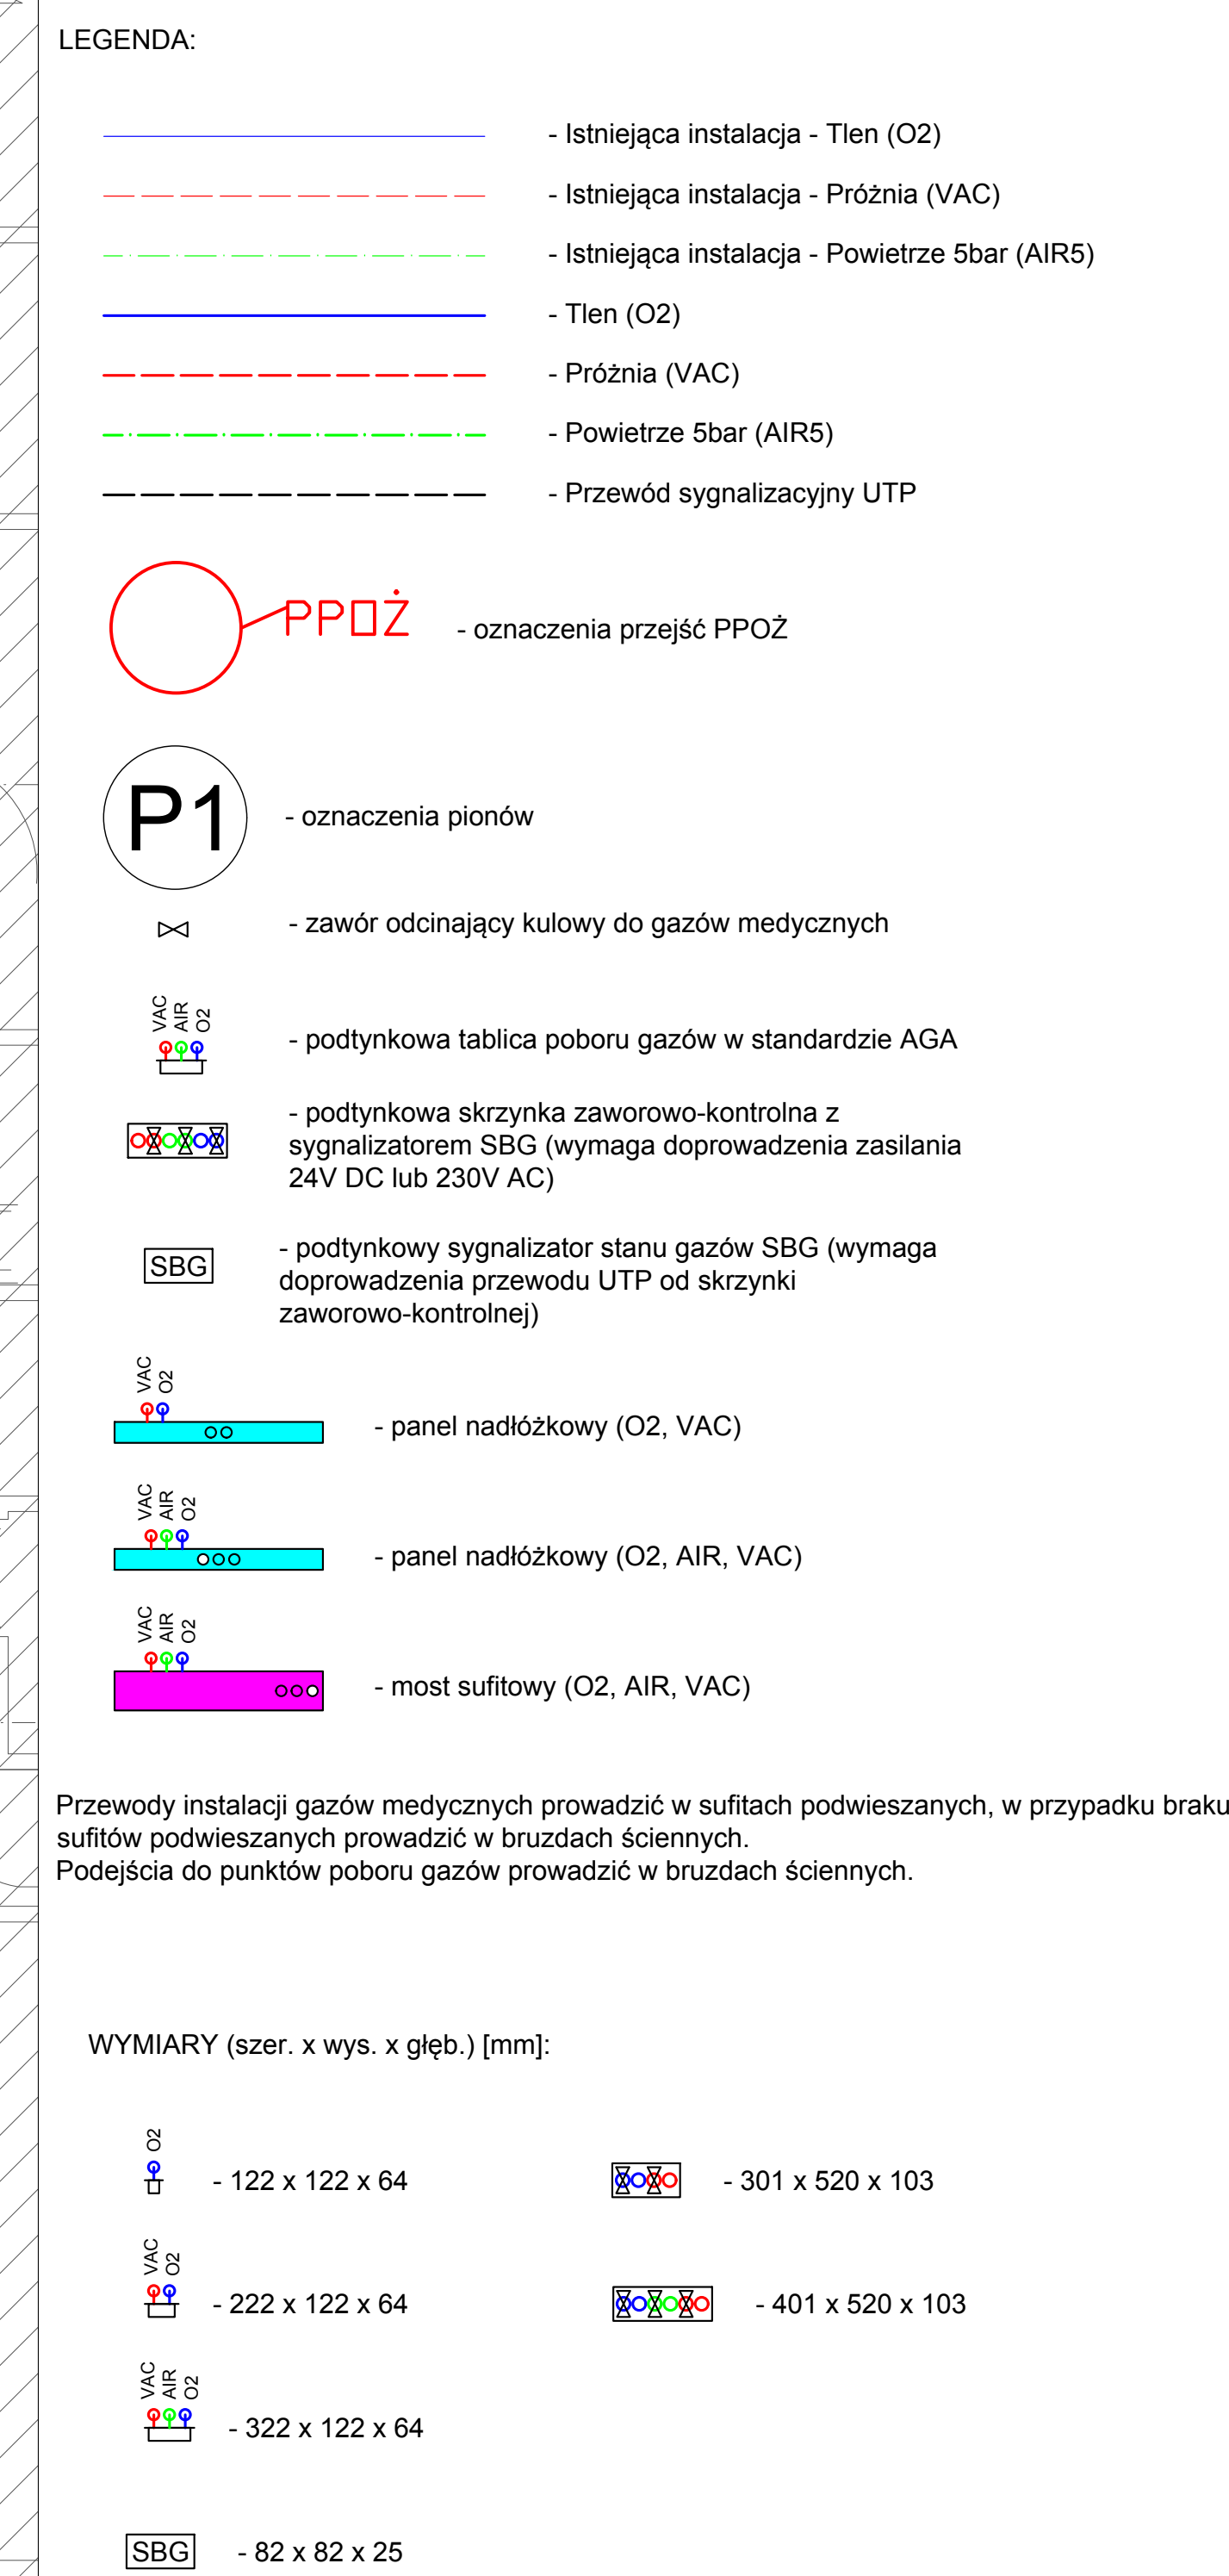 LEGENDA:
- Istniejąca instalacja - Tlen (O2)
- Istniejąca instalacja - Próżnia (VAC)
- Istniejąca instalacja - Powietrze 5bar (AIR5)
- Tlen (O2)
- Próżnia (VAC)
- Powietrze 5bar (AIR5)
- Przewód sygnalizacyjny UTP
PPOŻ - oznaczenia przejść PPOŻ
P1 - oznaczenia pionów
- zawór odcinający kulowy do gazów medycznych
VAC AIR O2
- podtynkowa tablica poboru gazów w standardzie AGA
- podtynkowa skrzynka zaworowo-kontrolna z
sygnalizatorem SBG (wymaga doprowadzenia zasilania
24V DC lub 230V AC)
SBG
- podtynkowy sygnalizator stanu gazów SBG (wymaga
doprowadzenia przewodu UTP od skrzynki
zaworowo-kontrolnej)
VAC O2
- panel nadłóżkowy (O2, VAC)
VAC AIR O2
- panel nadłóżkowy (O2, AIR, VAC)
VAC AIR O2
- most sufitowy (O2, AIR, VAC)
Przewody instalacji gazów medycznych prowadzić w sufitach podwieszanych, w przypadku braku
sufitów podwieszanych prowadzić w bruzdach ściennych.
Podejścia do punktów poboru gazów prowadzić w bruzdach ściennych.
WYMIARY (szer. x wys. x głęb.) [mm]:
O2
- 122 x 122 x 64
- 301 x 520 x 103
VAC O2
- 222 x 122 x 64
- 401 x 520 x 103
VAC AIR O2
- 322 x 122 x 64
SBG - 82 x 82 x 25